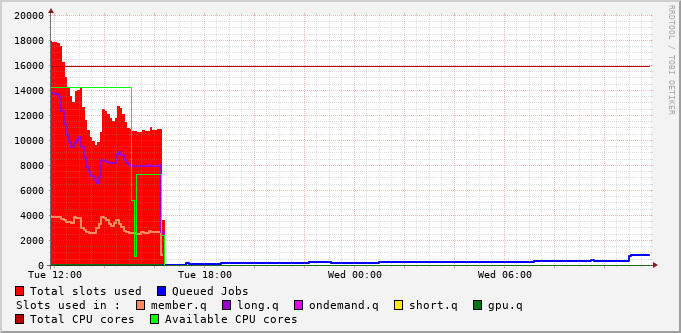 20000
18000
16000
14000
12000
10000
8000
6000
4000
2000
0
Tue 12:00 Tue 18:00 Wed 00:00 Wed 06:00
RRDTOOL / TOBI OETIKER
Total slots used Queued Jobs
Slots used in : member.q long.q ondemand.q short.q gpu.q
Total CPU cores Available CPU cores